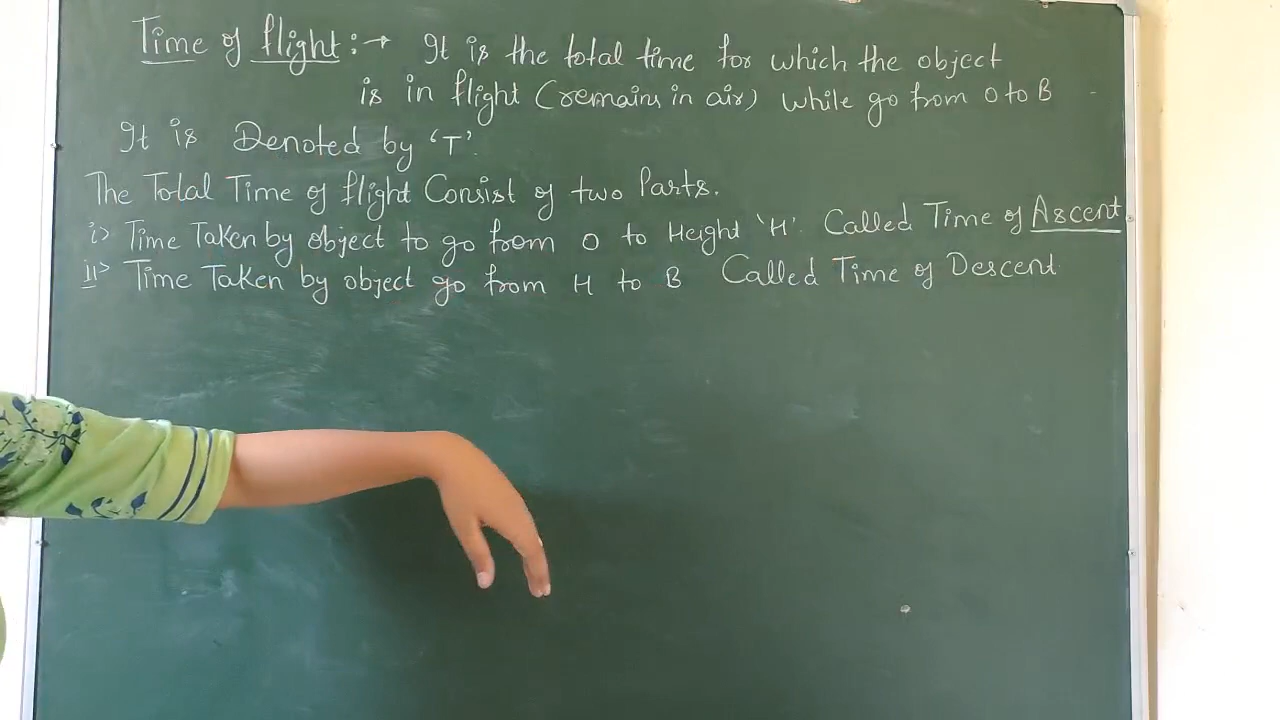 Time of flight :→ It is the total time for which the object
is in flight (remains in air) while go from O to B
It is Denoted by 'T'.
The Total Time of flight Consist of two Parts.
i> Time Taken by object to go from O to Height 'H'. Called Time of Ascent
ii> Time Taken by object go from H to B Called Time of Descent